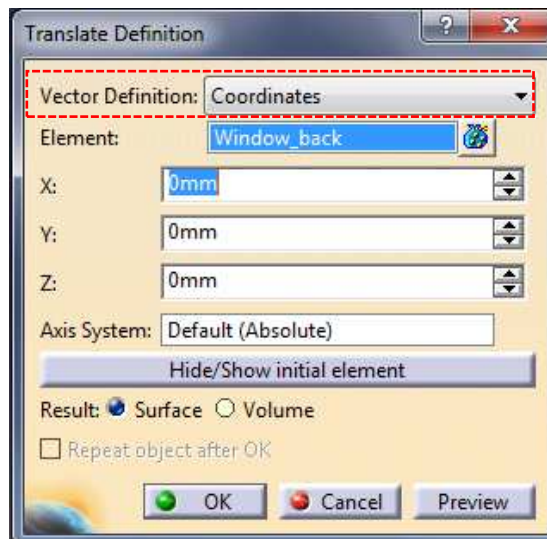 Translate Definition
?
X
Vector Definition: Coordinates
Element: Window_back
X: 0mm
Y: 0mm
Z: 0mm
Axis System: Default (Absolute)
Hide/Show initial element
Result: Surface Volume
Repeat object after OK
OK Cancel Preview